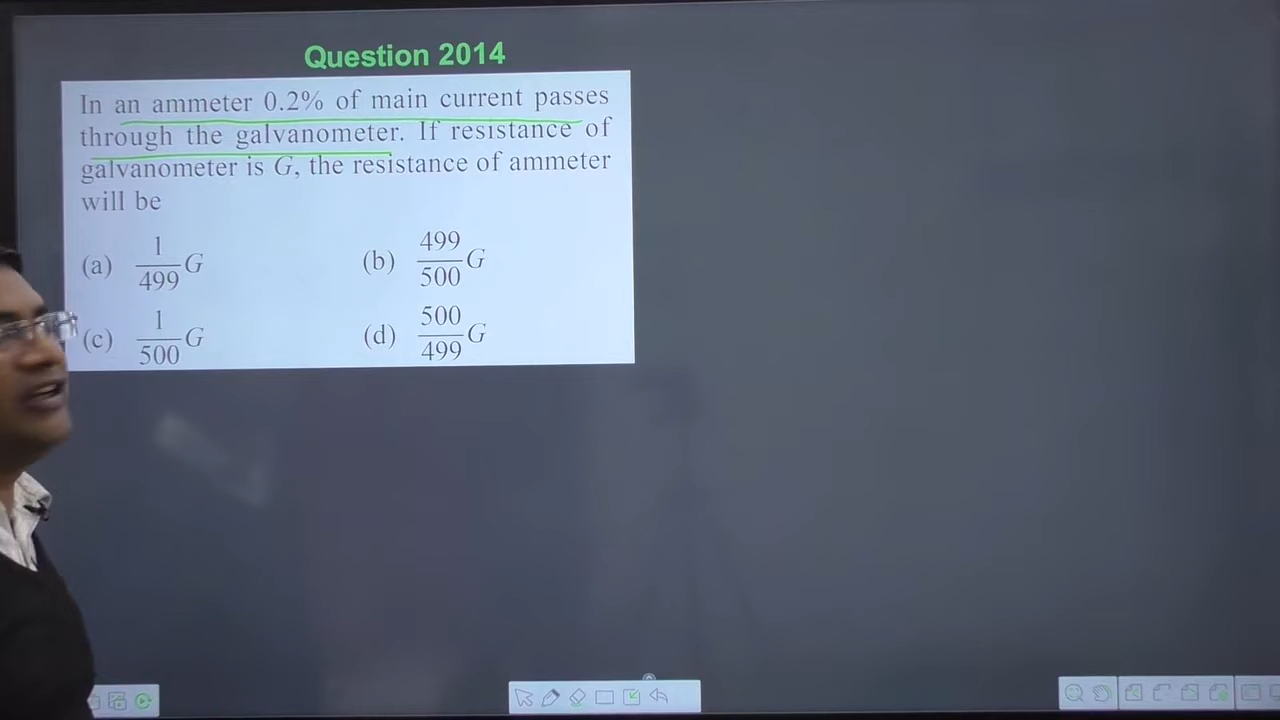 Question 2014
In an ammeter 0.2% of main current passes
through the galvanometer. If resistance of
galvanometer is G, the resistance of ammeter
will be
(a) 1/499 G (b) 499/500 G
(c) 1/500 G (d) 500/499 G